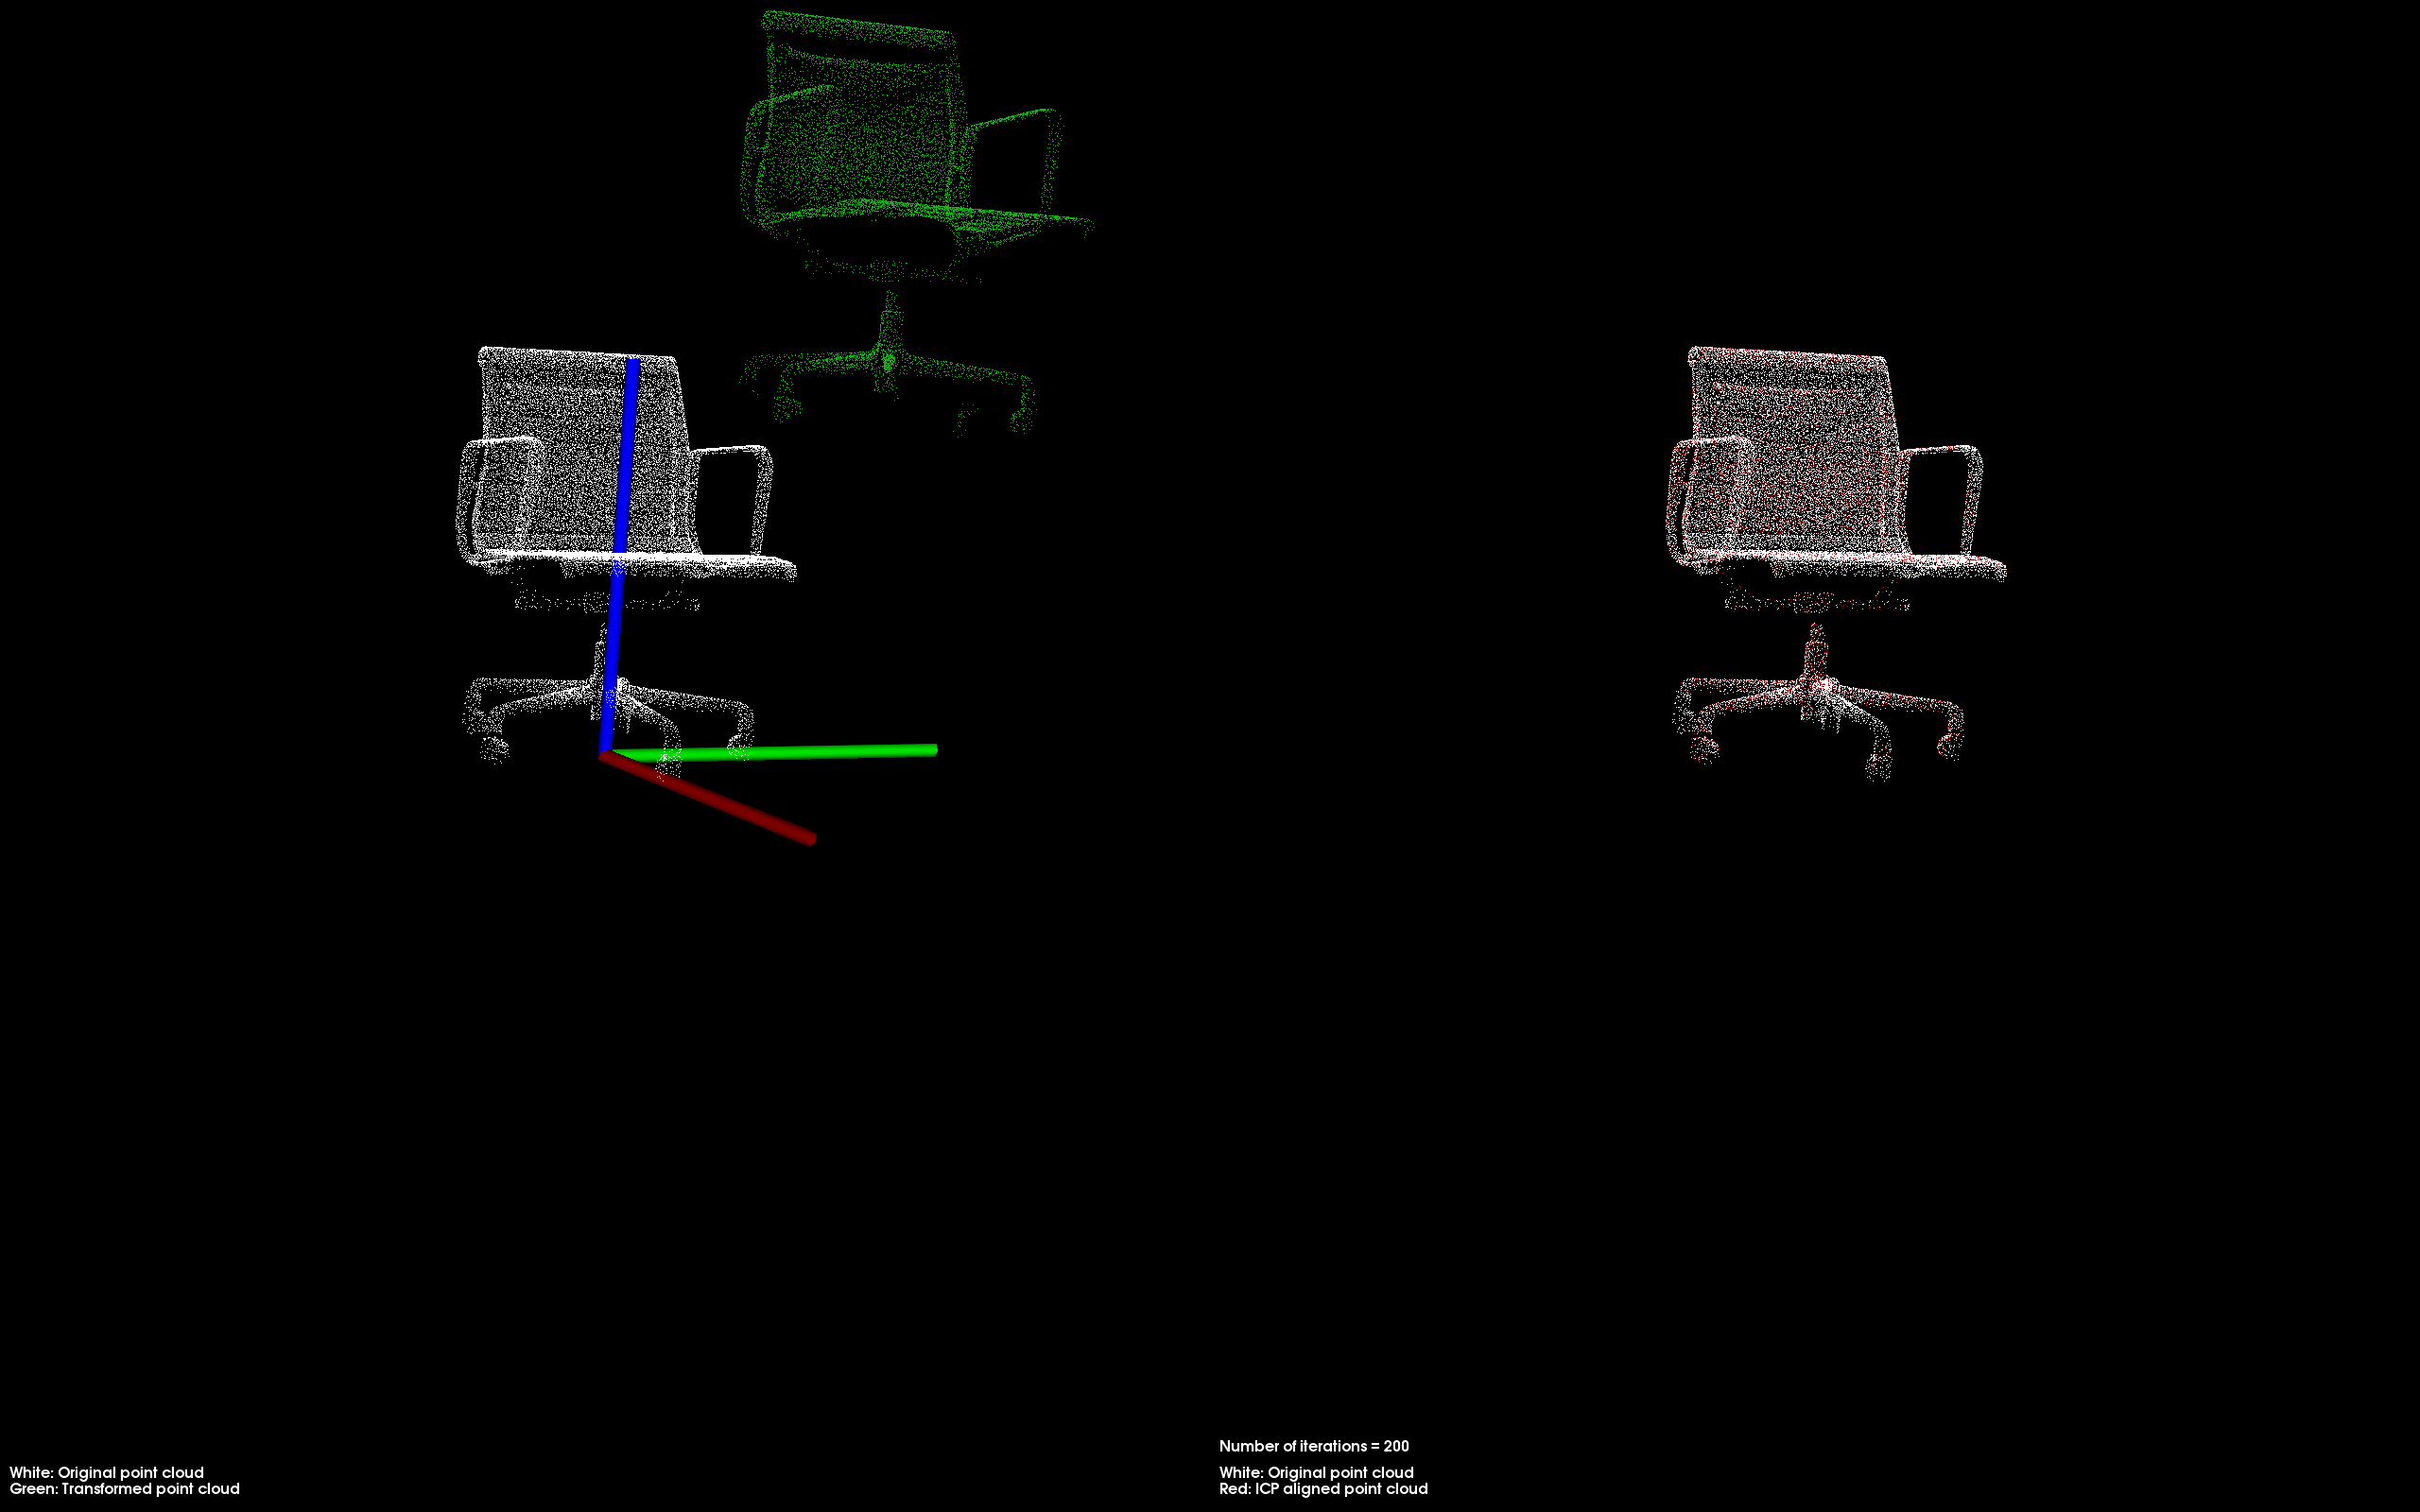 White: Original point cloud
Green: Transformed point cloud
Number of iterations = 200
White: Original point cloud
Red: ICP aligned point cloud